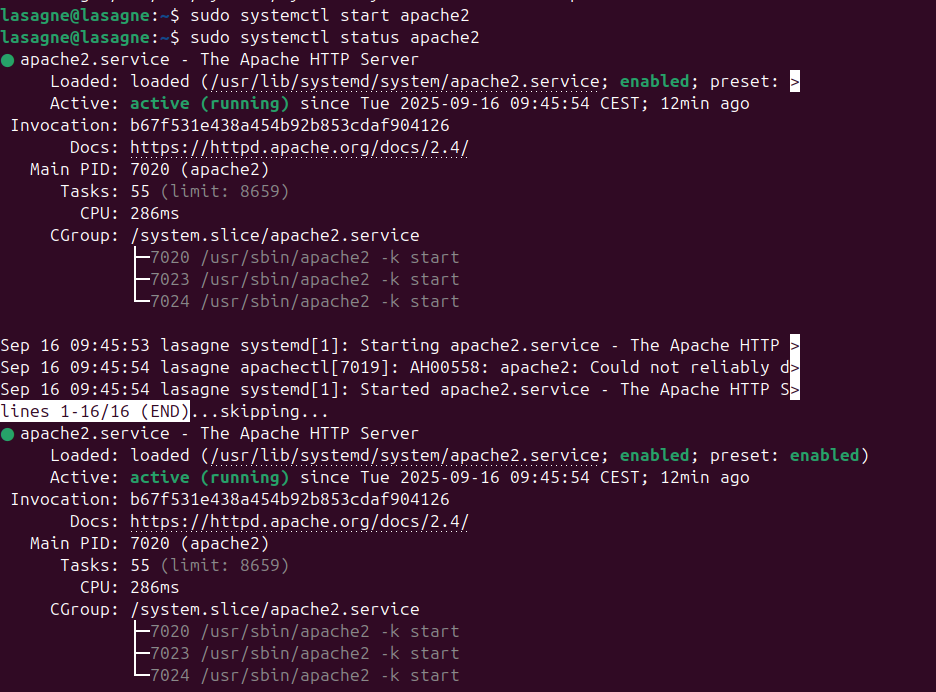 lasagne@lasagne:~$ sudo systemctl start apache2
lasagne@lasagne:~$ sudo systemctl status apache2
● apache2.service - The Apache HTTP Server
     Loaded: loaded (/usr/lib/systemd/system/apache2.service; enabled; preset: >
     Active: active (running) since Tue 2025-09-16 09:45:54 CEST; 12min ago
 Invocation: b67f531e438a454b92b853cdaf904126
       Docs: https://httpd.apache.org/docs/2.4/
   Main PID: 7020 (apache2)
      Tasks: 55 (limit: 8659)
        CPU: 286ms
     CGroup: /system.slice/apache2.service
             ├─7020 /usr/sbin/apache2 -k start
             ├─7023 /usr/sbin/apache2 -k start
             └─7024 /usr/sbin/apache2 -k start

Sep 16 09:45:53 lasagne systemd[1]: Starting apache2.service - The Apache HTTP >
Sep 16 09:45:54 lasagne apachectl[7019]: AH00558: apache2: Could not reliably d>
Sep 16 09:45:54 lasagne systemd[1]: Started apache2.service - The Apache HTTP S>
lines 1-16/16 (END)...skipping...
● apache2.service - The Apache HTTP Server
     Loaded: loaded (/usr/lib/systemd/system/apache2.service; enabled; preset: enabled)
     Active: active (running) since Tue 2025-09-16 09:45:54 CEST; 12min ago
 Invocation: b67f531e438a454b92b853cdaf904126
       Docs: https://httpd.apache.org/docs/2.4/
   Main PID: 7020 (apache2)
      Tasks: 55 (limit: 8659)
        CPU: 286ms
     CGroup: /system.slice/apache2.service
             ├─7020 /usr/sbin/apache2 -k start
             ├─7023 /usr/sbin/apache2 -k start
             └─7024 /usr/sbin/apache2 -k start